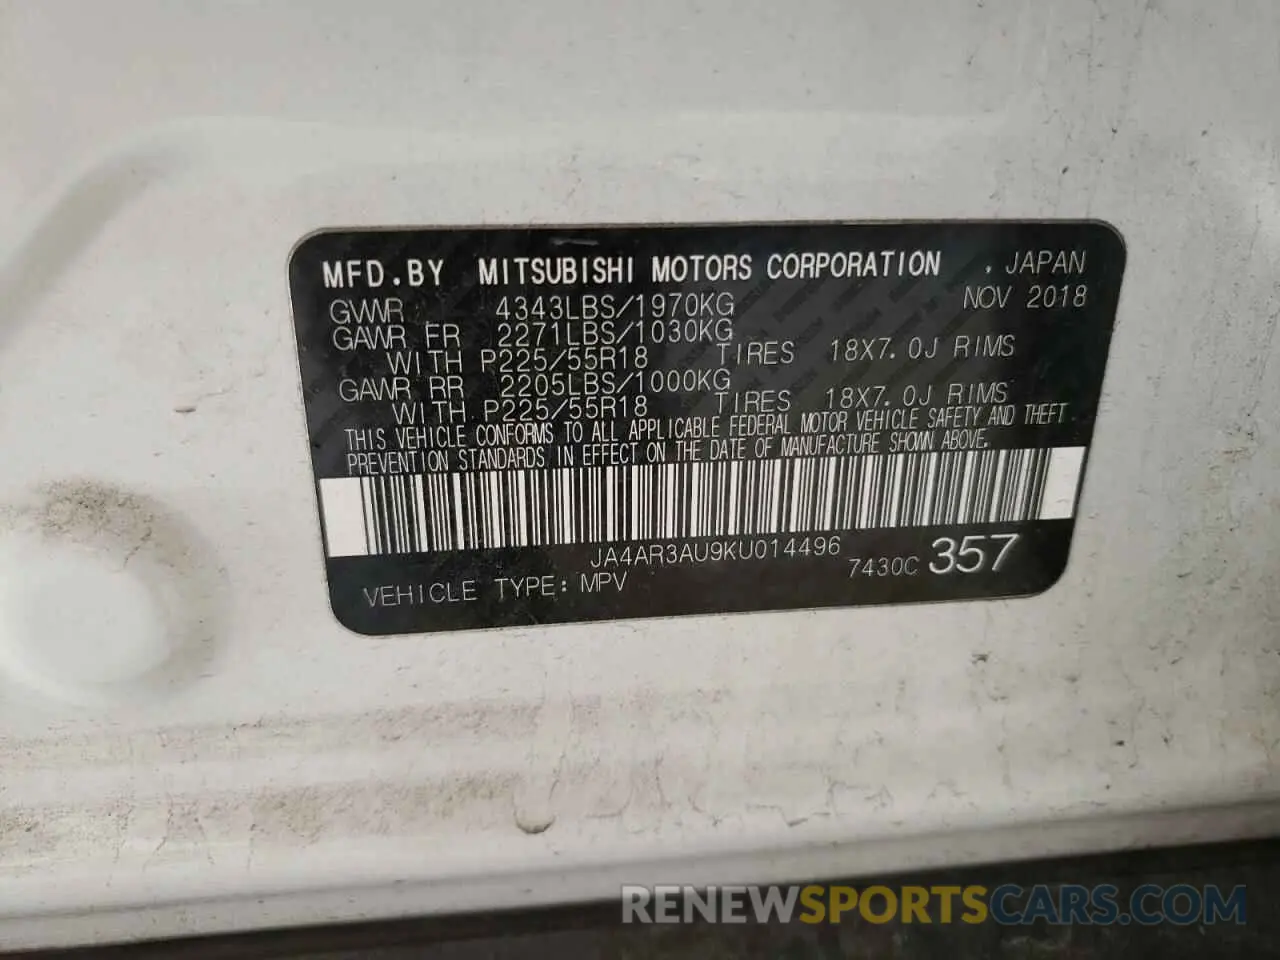 MFD.BY MITSUBISHI MOTORS CORPORATION . JAPAN
GVWR 4343LBS/1970KG NOV 2018
GAWR FR 2271LBS/1030KG
WITH P225/55R18 TIRES 18X7.0J RIMS
GAWR RR 2205LBS/1000KG
WITH P225/55R18 TIRES 18X7.0J RIMS
THIS VEHICLE CONFORMS TO ALL APPLICABLE FEDERAL MOTOR VEHICLE SAFETY AND THEFT
PREVENTION STANDARDS IN EFFECT ON THE DATE OF MANUFACTURE SHOWN ABOVE.
JA4AR3AU9KU014496
VEHICLE TYPE: MPV 7430C 357
RENEWSPORTSCARS.COM